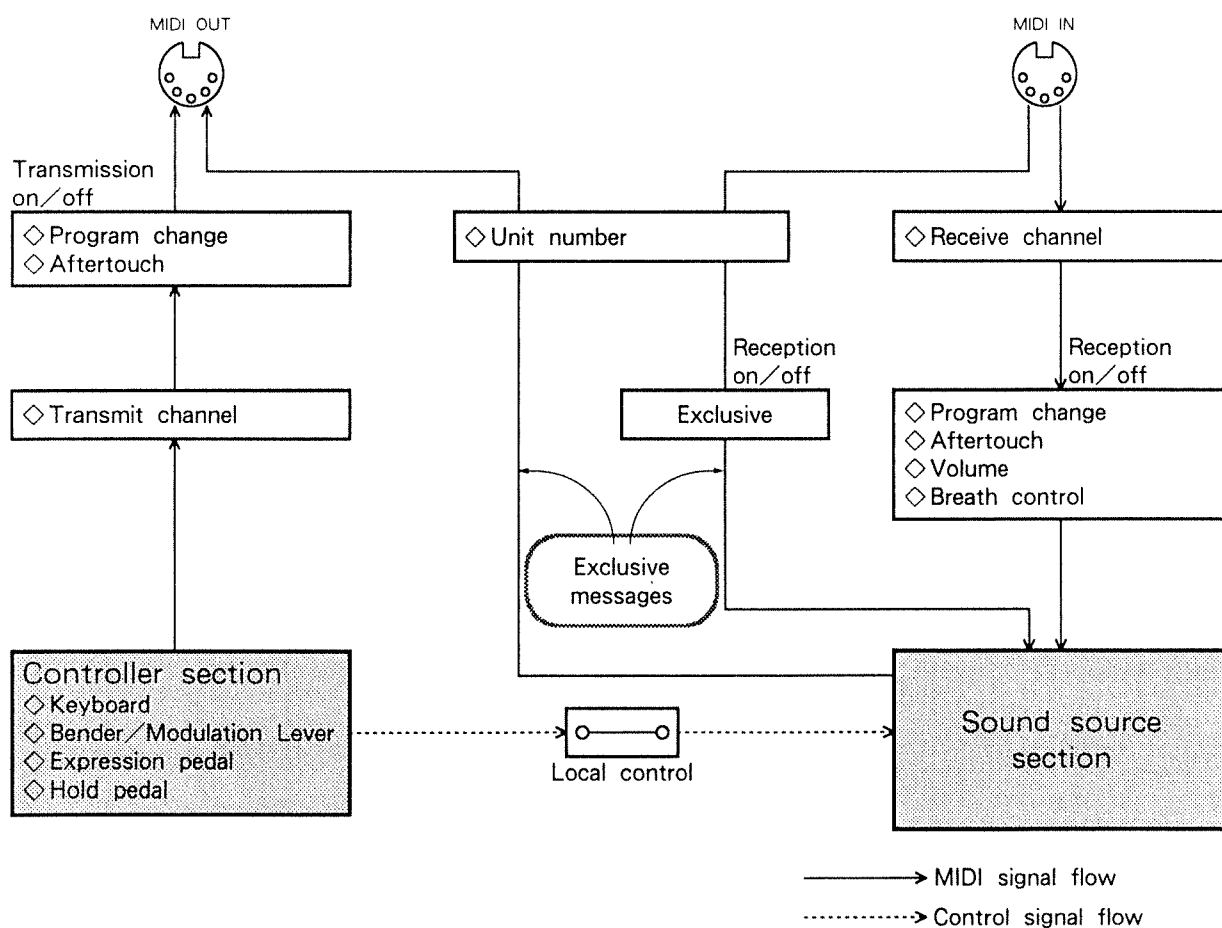 MIDI OUT
MIDI IN
Transmission
on/off
◇ Program change
◇ Aftertouch
◇ Unit number
◇ Receive channel
Reception
on/off
Reception
on/off
◇ Transmit channel
Exclusive
◇ Program change
◇ Aftertouch
◇ Volume
◇ Breath control
Exclusive
messages
Controller section
◇ Keyboard
◇ Bender/Modulation Lever
◇ Expression pedal
◇ Hold pedal
Local control
Sound source
section
MIDI signal flow
Control signal flow